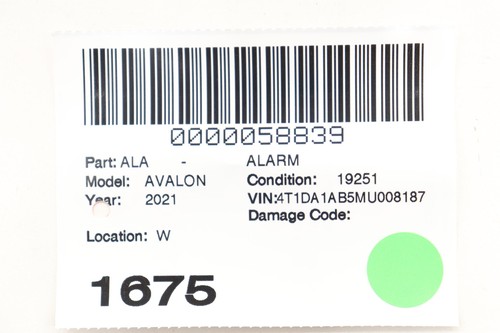 0000058839
Part: ALA - ALARM
Model: AVALON Condition: 19251
Year: 2021 VIN:4T1DA1AB5MU008187
Damage Code:
Location: W
1675